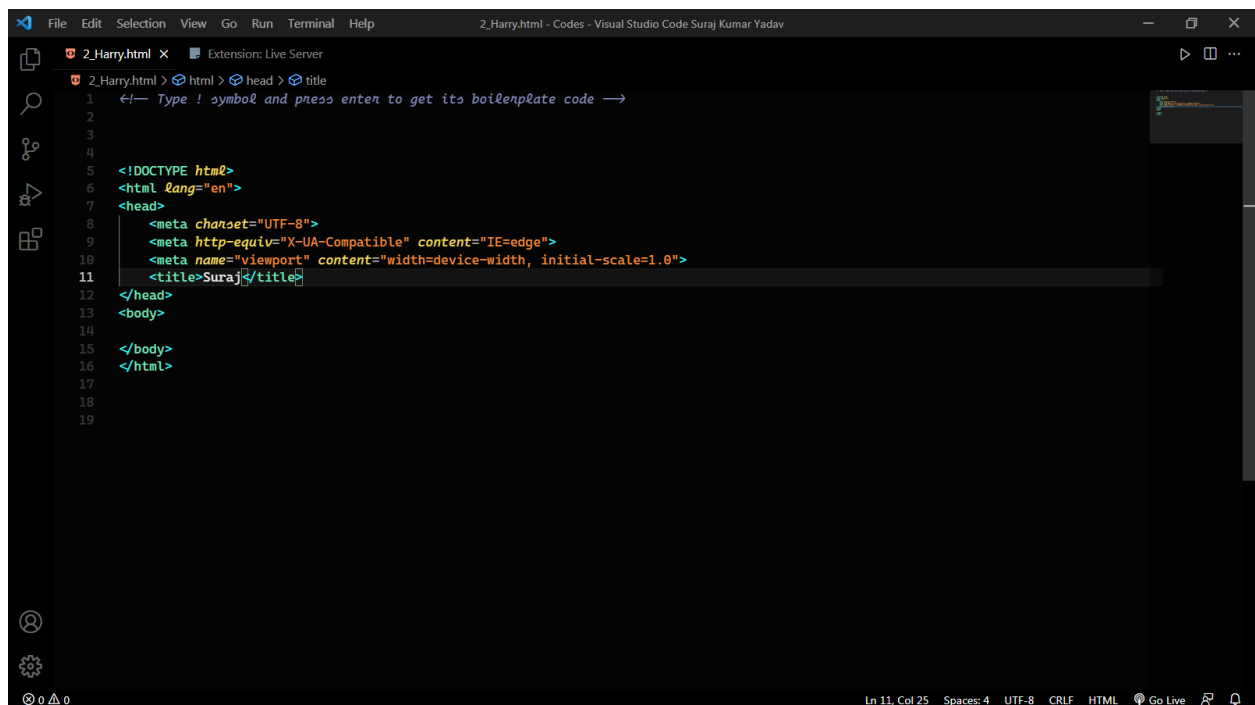 File Edit Selection View Go Run Terminal Help 2_Harry.html - Codes - Visual Studio Code Suraj Kumar Yadav
2_Harry.html Extension: Live Server
2_Harry.html > html > head > title
1 <!-- Type ! symbol and press enter to get its boilerplate code -->
2
3
4
5 <!DOCTYPE html>
6 <html lang="en">
7 <head>
8 <meta charset="UTF-8">
9 <meta http-equiv="X-UA-Compatible" content="IE=edge">
10 <meta name="viewport" content="width=device-width, initial-scale=1.0">
11 <title>Suraj</title>
12 </head>
13 <body>
14
15 </body>
16 </html>
17
18
19
0 0 Ln 11, Col 25 Spaces: 4 UTF-8 CRLF HTML Go Live